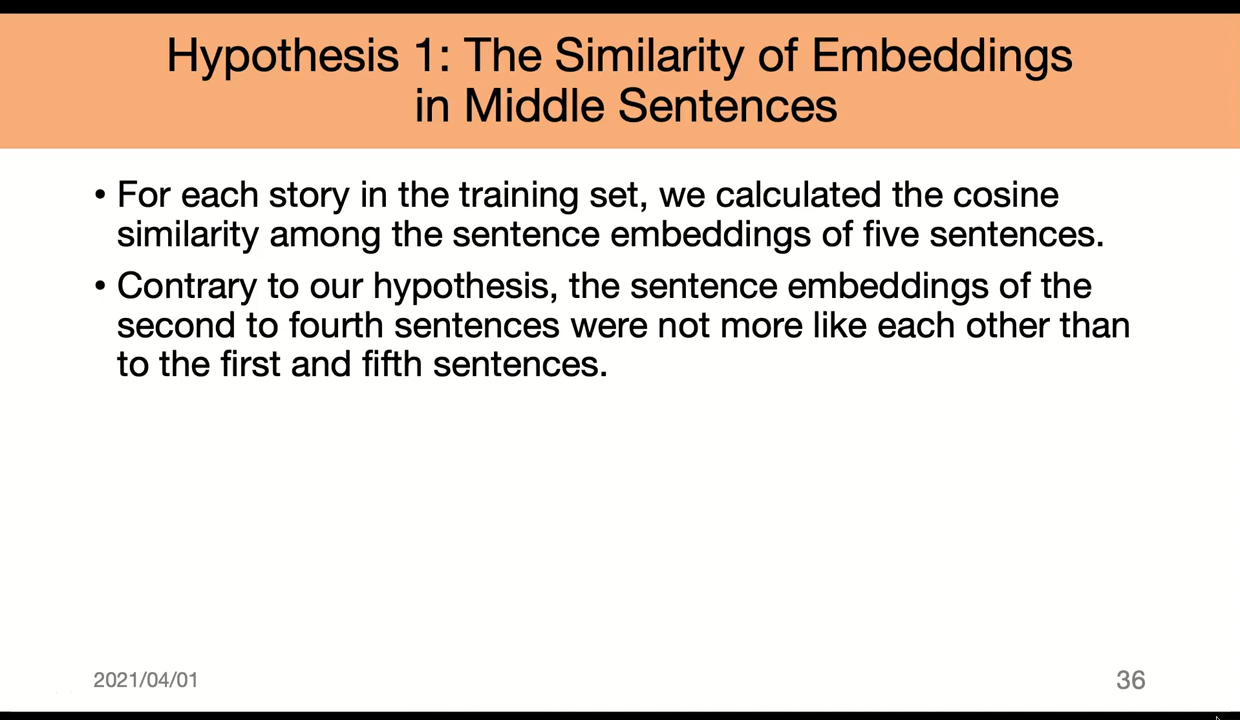 Hypothesis 1: The Similarity of Embeddings
in Middle Sentences
• For each story in the training set, we calculated the cosine
similarity among the sentence embeddings of five sentences.
• Contrary to our hypothesis, the sentence embeddings of the
second to fourth sentences were not more like each other than
to the first and fifth sentences.
2021/04/01
36